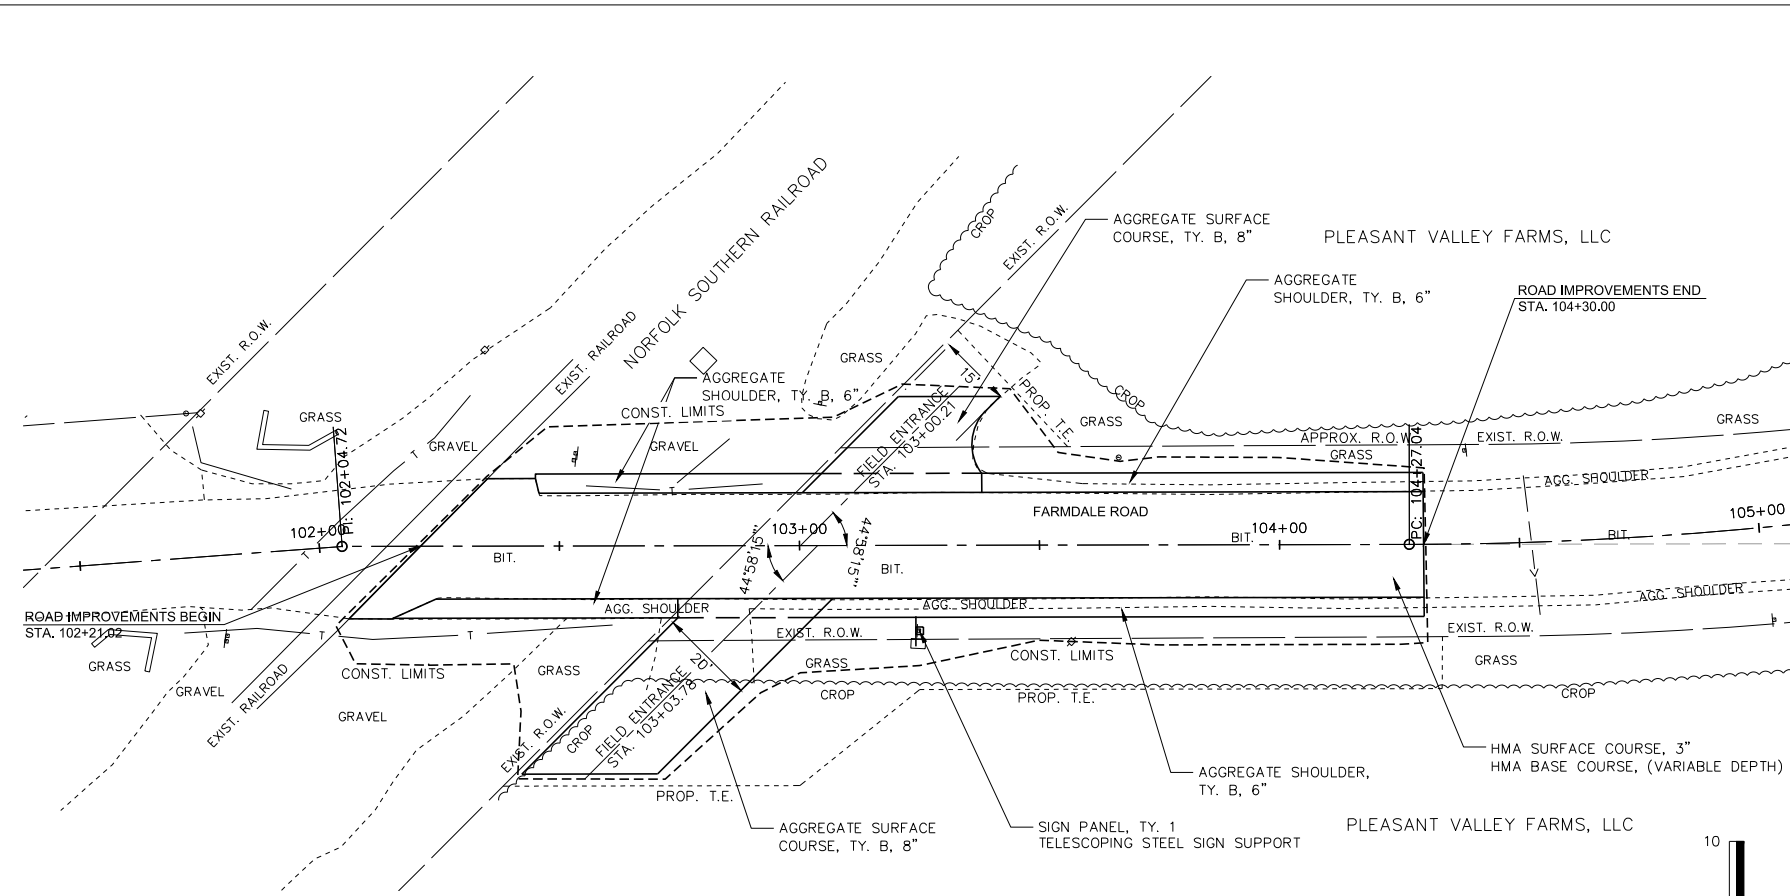 AGGREGATE SURFACE
COURSE, TY. B, 8”
PLEASANT VALLEY FARMS, LLC
CROP
EXIST. R.O.W.
NORFOLK SOUTHERN RAILROAD
AGGREGATE
SHOULDER, TY. B, 6”
ROAD IMPROVEMENTS END
STA. 104+30.00
EXIST. R.O.W.
EXIST. RAILROAD
GRASS
15'
AGGREGATE
SHOULDER, TY. B, 6”
CONST. LIMITS
PROP. T.E.
CROP
GRASS
GRASS
GRASS
GRAVEL
GRAVEL
T
FIELD ENTRANCE
STA. 103+00.21
APPROX. R.O.W.
EXIST. R.O.W.
GRASS
PI: 102+04.72
PC: 104+27.04
AGG. SHOULDER
T
FARMDALE ROAD
102+00
103+00
104+00
105+00
BIT.
BIT.
BIT.
BIT.
T
44°58'15"
44°58'15"
AGG. SHOULDER
AGG. SHOULDER
AGG. SHOULDER
ROAD IMPROVEMENTS BEGIN
STA. 102+21.02
T
T
EXIST. R.O.W.
EXIST. R.O.W.
GRASS
CONST. LIMITS
GRASS
GRASS
CONST. LIMITS
GRASS
20'
GRAVEL
EXIST. RAILROAD
GRAVEL
CROP
PROP. T.E.
CROP
FIELD ENTRANCE
STA. 103+03.78
EXIST. R.O.W.
CROP
PROP. T.E.
HMA SURFACE COURSE, 3”
HMA BASE COURSE, (VARIABLE DEPTH)
AGGREGATE SHOULDER,
TY. B, 6”
AGGREGATE SURFACE
COURSE, TY. B, 8”
SIGN PANEL, TY. 1
TELESCOPING STEEL SIGN SUPPORT
PLEASANT VALLEY FARMS, LLC
10